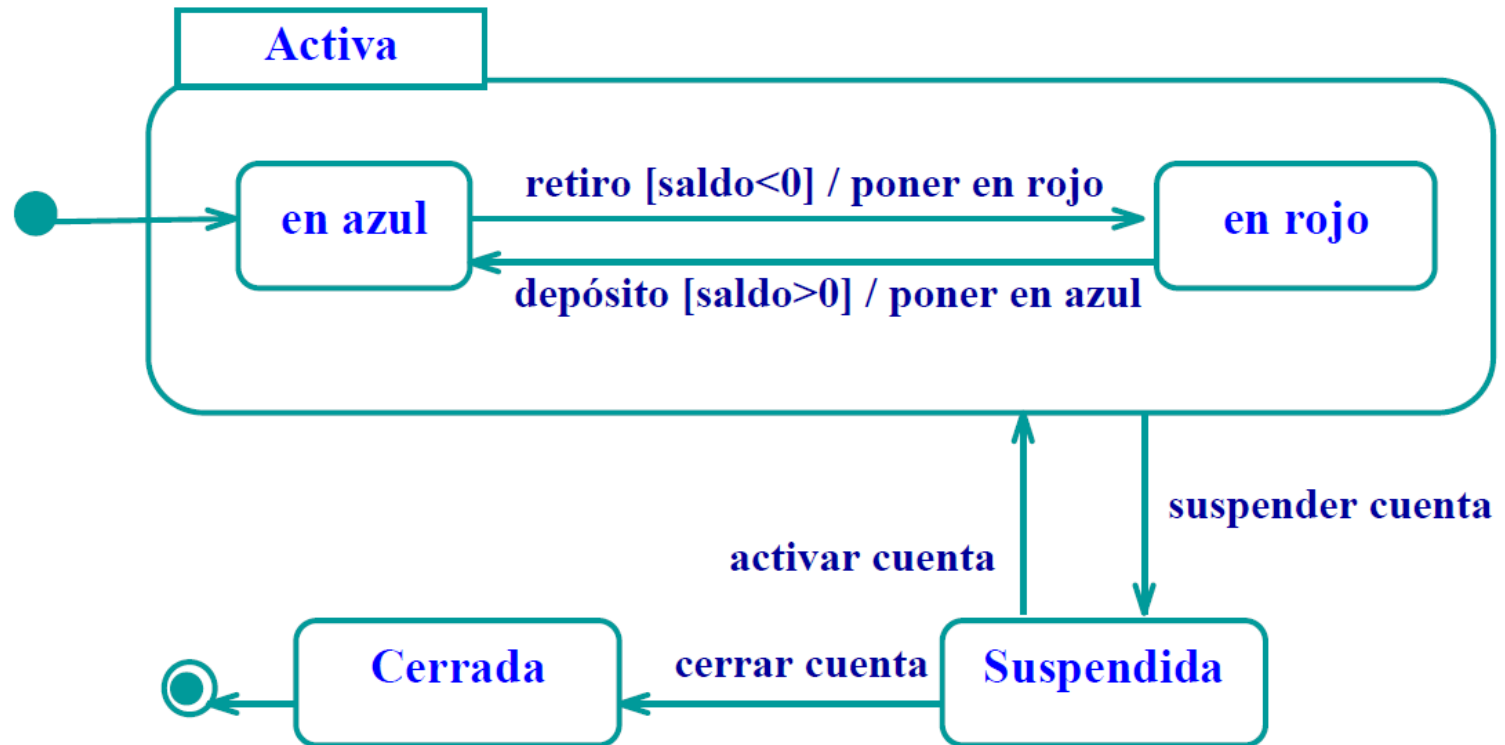 Activa
en azul
retiro [saldo<0] / poner en rojo
en rojo
depósito [saldo>0] / poner en azul
suspender cuenta
activar cuenta
Cerrada
cerrar cuenta
Suspendida